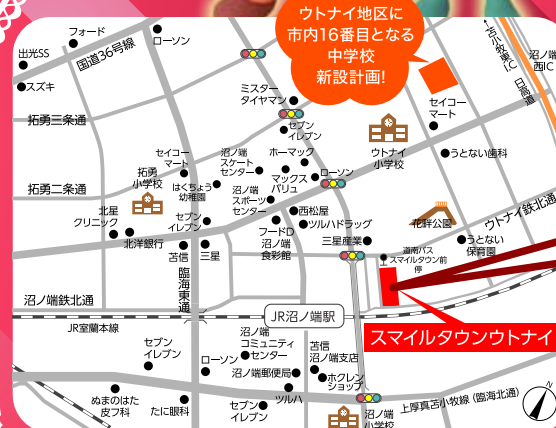 ウトナイ地区に
市内16番目となる
中学校
新設計画!
フォード
ローソン
出光SS
国道36号線
スズキ
苫小牧東IC
日高道
沼ノ端
西IC
ミスター
タイヤマン
セイコー
マート
拓勇三条通
セブン
イレブン
ウトナイ
小学校
うとない歯科
セイコー
マート
沼ノ端
スケート
センター
ホーマック
拓勇
小学校
マックス
バリュ
ローソン
はくちょう
幼稚園
拓勇二条通
沼ノ端
スポーツ
センター
北星
クリニック
セブン
イレブン
西松屋
ツルハドラッグ
花畔公園
ウトナイ鉄北通
フードD
沼ノ端
食彩館
三星産業
うとない
保育園
北洋銀行
苫信
三星
道南バス
スマイルタウン前
停
臨海東通
沼ノ端鉄北通
JR沼ノ端駅
JR室蘭本線
スマイルタウンウトナイ
セブン
イレブン
沼ノ端
コミュニティ
センター
苫信
沼ノ端支店
ローソン
沼ノ端郵便局
ホクレン
ショップ
ぬまのはた
皮フ科
たに眼科
セブン
イレブン
ツルハ
沼ノ端
小学校
上厚真苫小牧線(臨海北通)
N